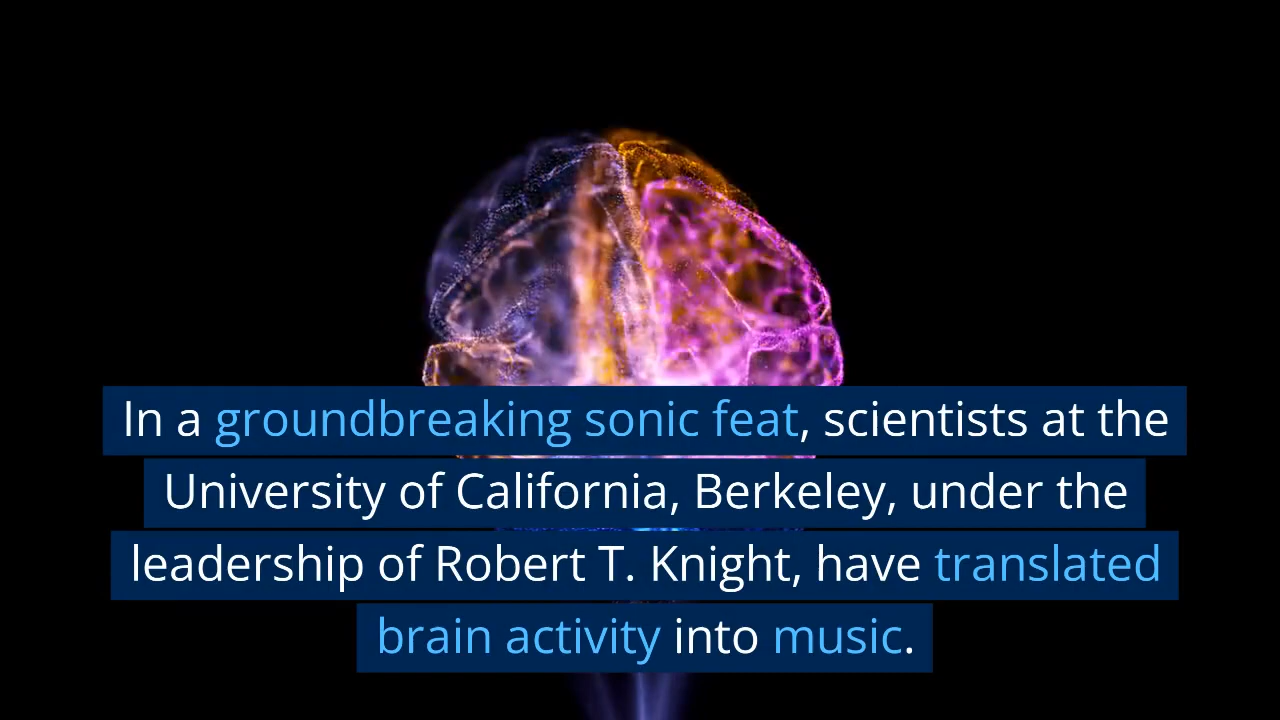 In a groundbreaking sonic feat, scientists at the
University of California, Berkeley, under the
leadership of Robert T. Knight, have translated
brain activity into music.